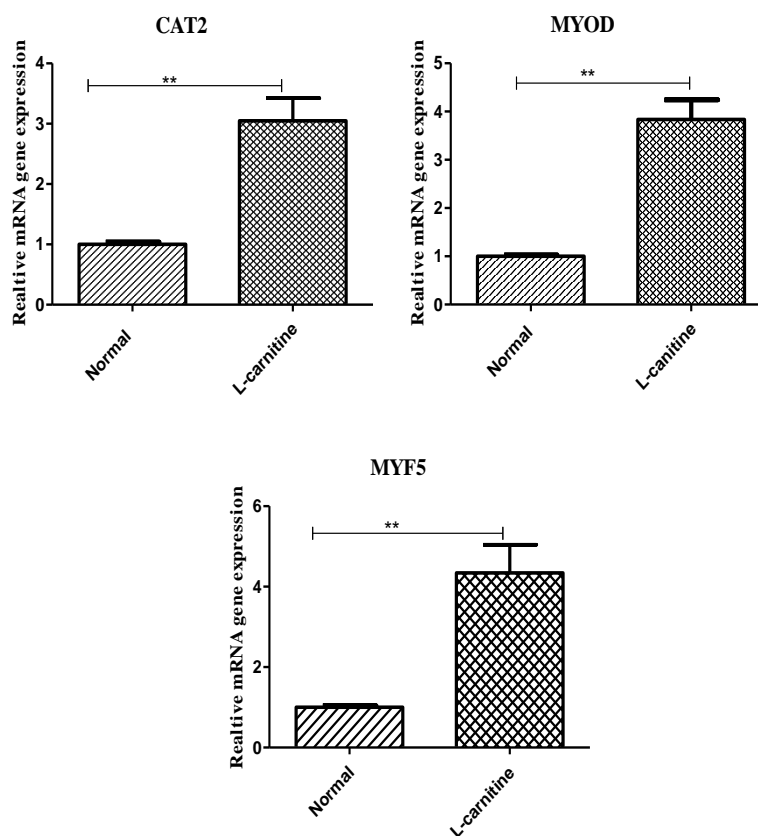 CAT2
Realtive mRNA gene expression
4
3
2
1
0
**
Normal
L-carnitine
MYOD
Realtive mRNA gene expression
5
4
3
2
1
0
**
Normal
L-canitine
MYF5
Realtive mRNA gene expression
6
4
2
0
**
Normal
L-carnitine